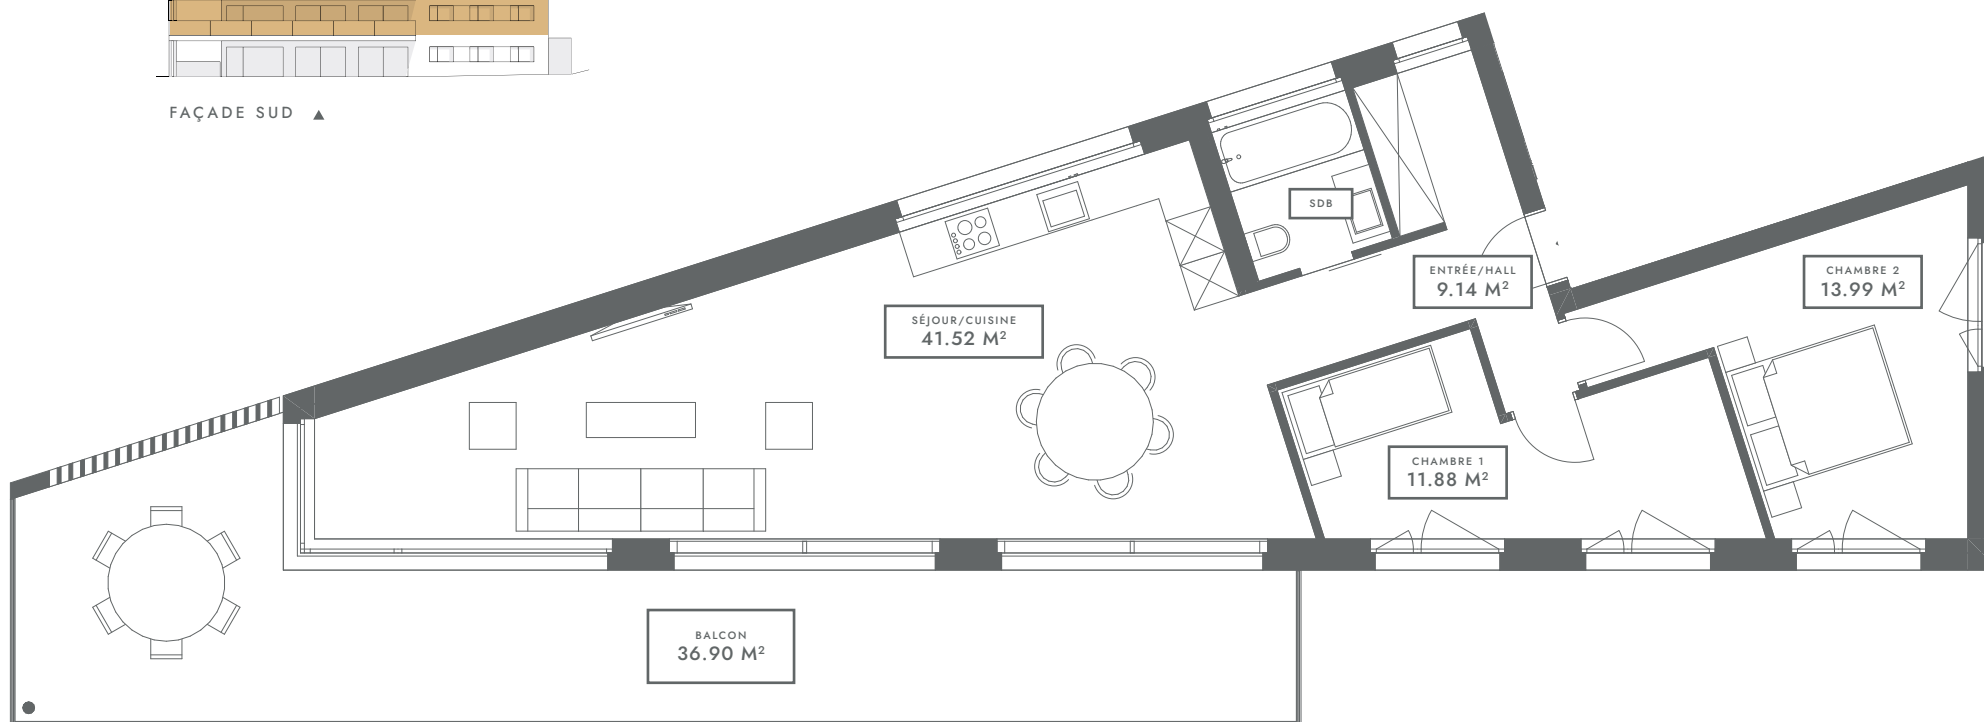 FAÇADE SUD
SDB
ENTRÉE/HALL
9.14 M²
CHAMBRE 2
13.99 M²
SÉJOUR/CUISINE
41.52 M²
CHAMBRE 1
11.88 M²
BALCON
36.90 M²